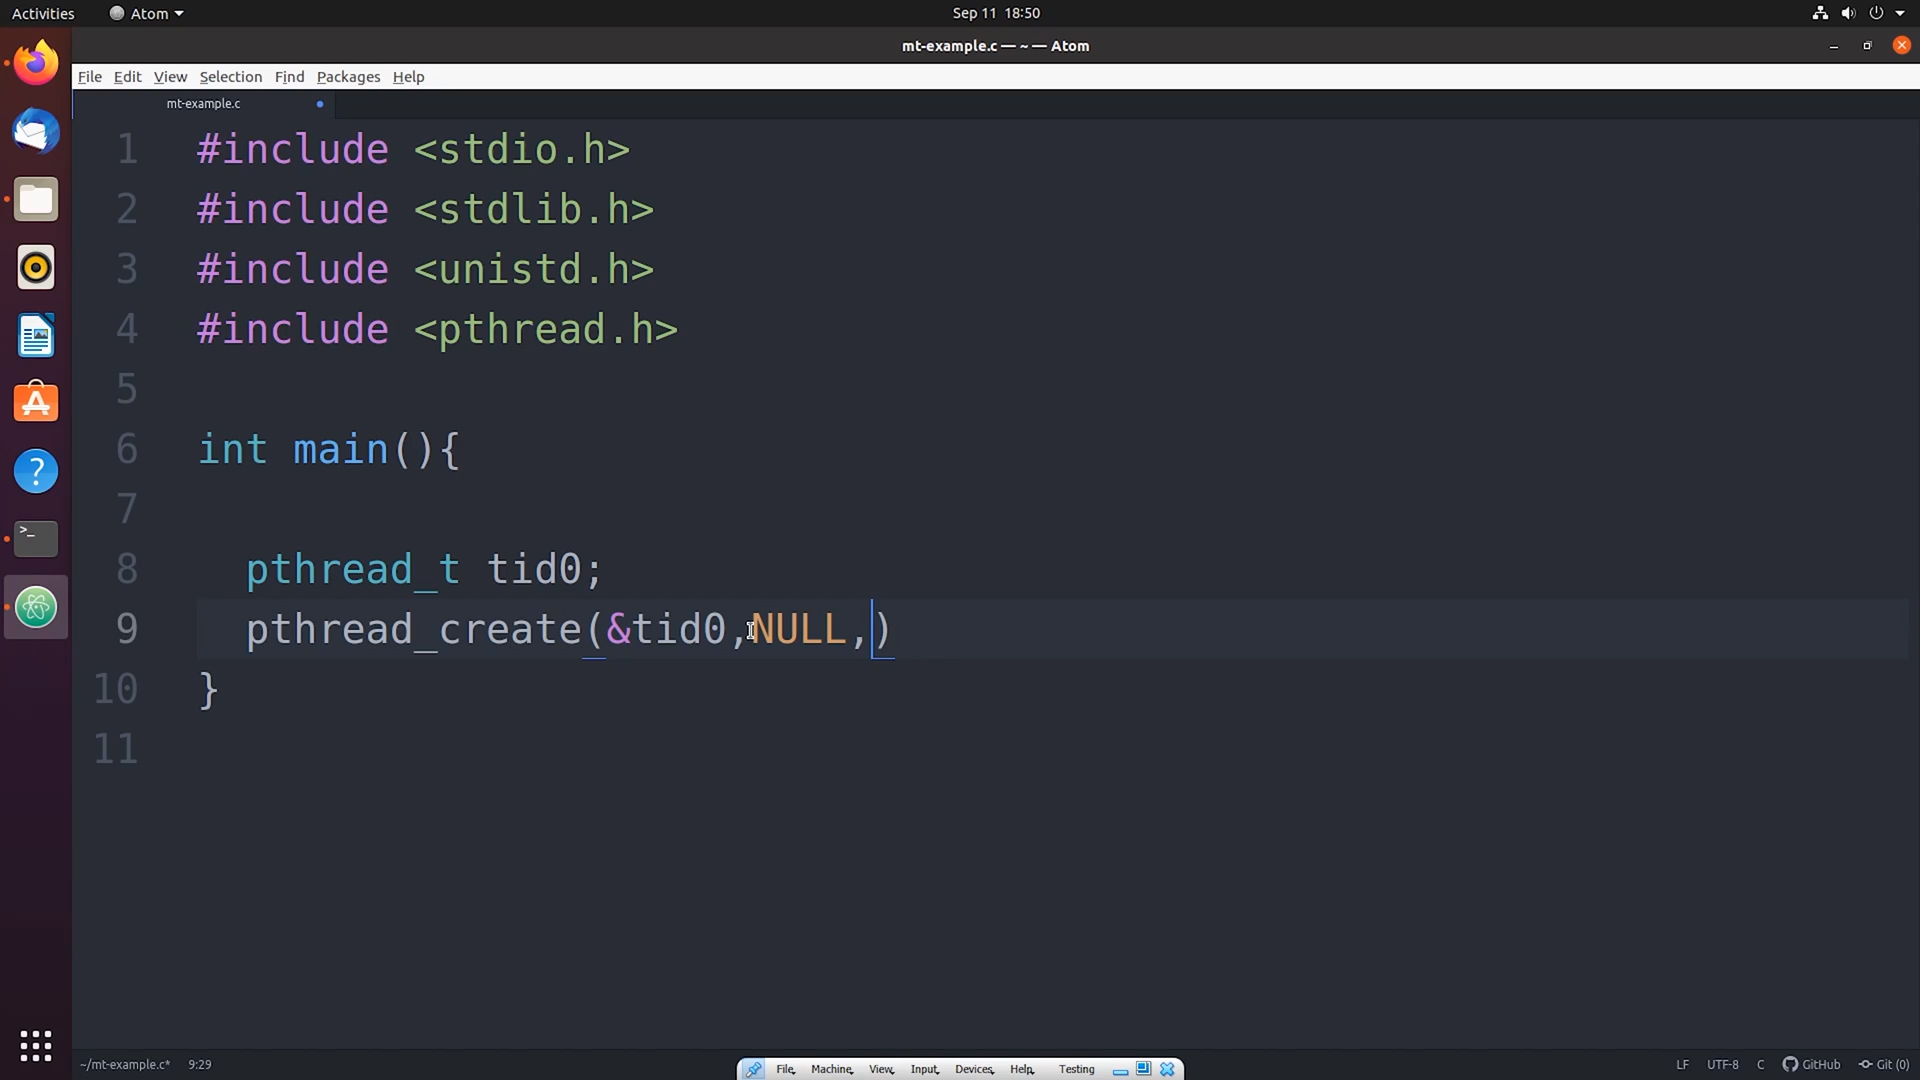 Activities
Atom
Sep 11 18:50
mt-example.c — ~ — Atom
File Edit View Selection Find Packages Help
mt-example.c
1 #include <stdio.h>
2 #include <stdlib.h>
3 #include <unistd.h>
4 #include <pthread.h>
5
6 int main(){
7
8 pthread_t tid0;
9 pthread_create(&tid0,NULL,)
10 }
11
~/mt-example.c* 9:29
File Machine View Input Devices Help Testing
LF UTF-8 C GitHub Git (0)